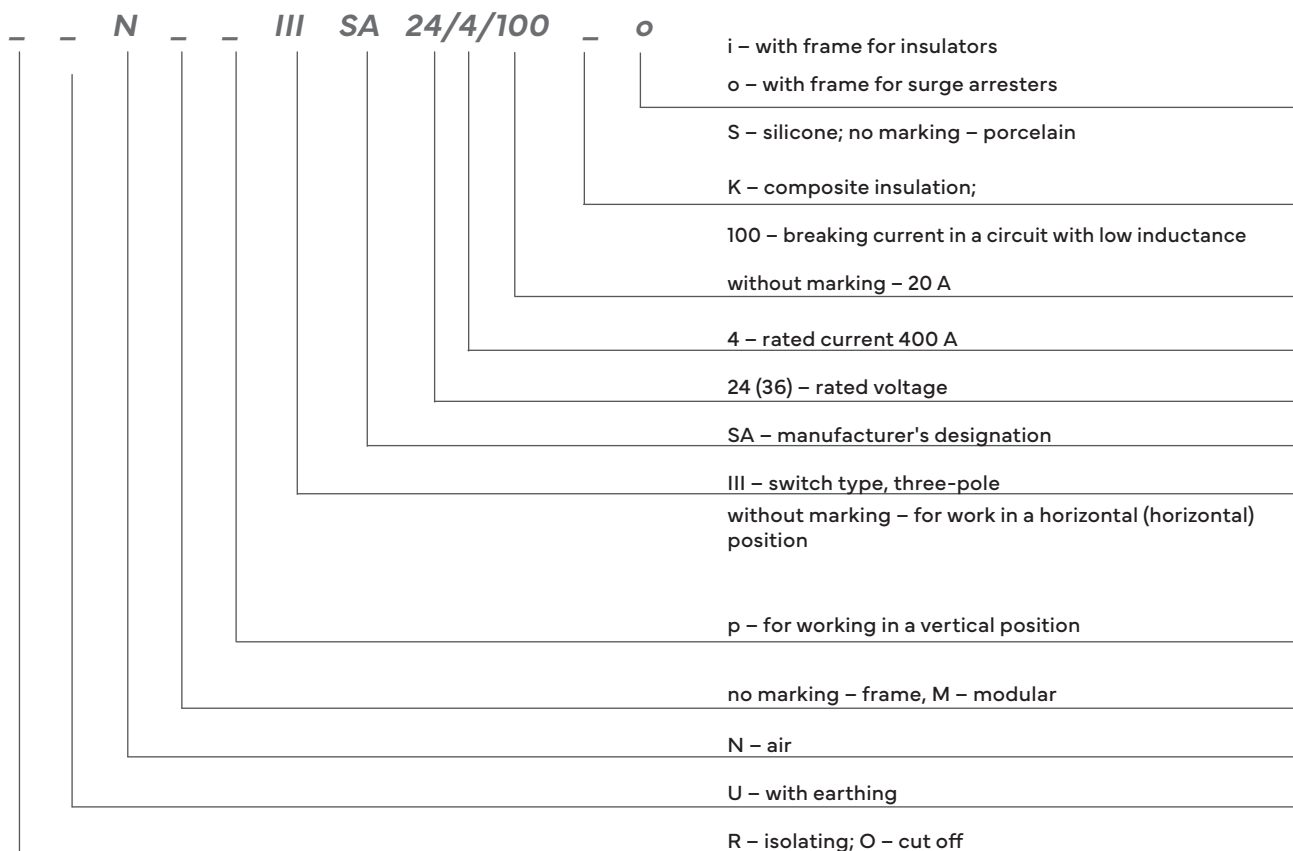 _ _ N _ _ III SA 24/4/100 _ o
i – with frame for insulators
o – with frame for surge arresters
S – silicone; no marking – porcelain
K – composite insulation;
100 – breaking current in a circuit with low inductance
without marking – 20 A
4 – rated current 400 A
24 (36) – rated voltage
SA – manufacturer's designation
III – switch type, three-pole
without marking – for work in a horizontal (horizontal)
position
p – for working in a vertical position
no marking – frame, M – modular
N – air
U – with earthing
R – isolating; O – cut off